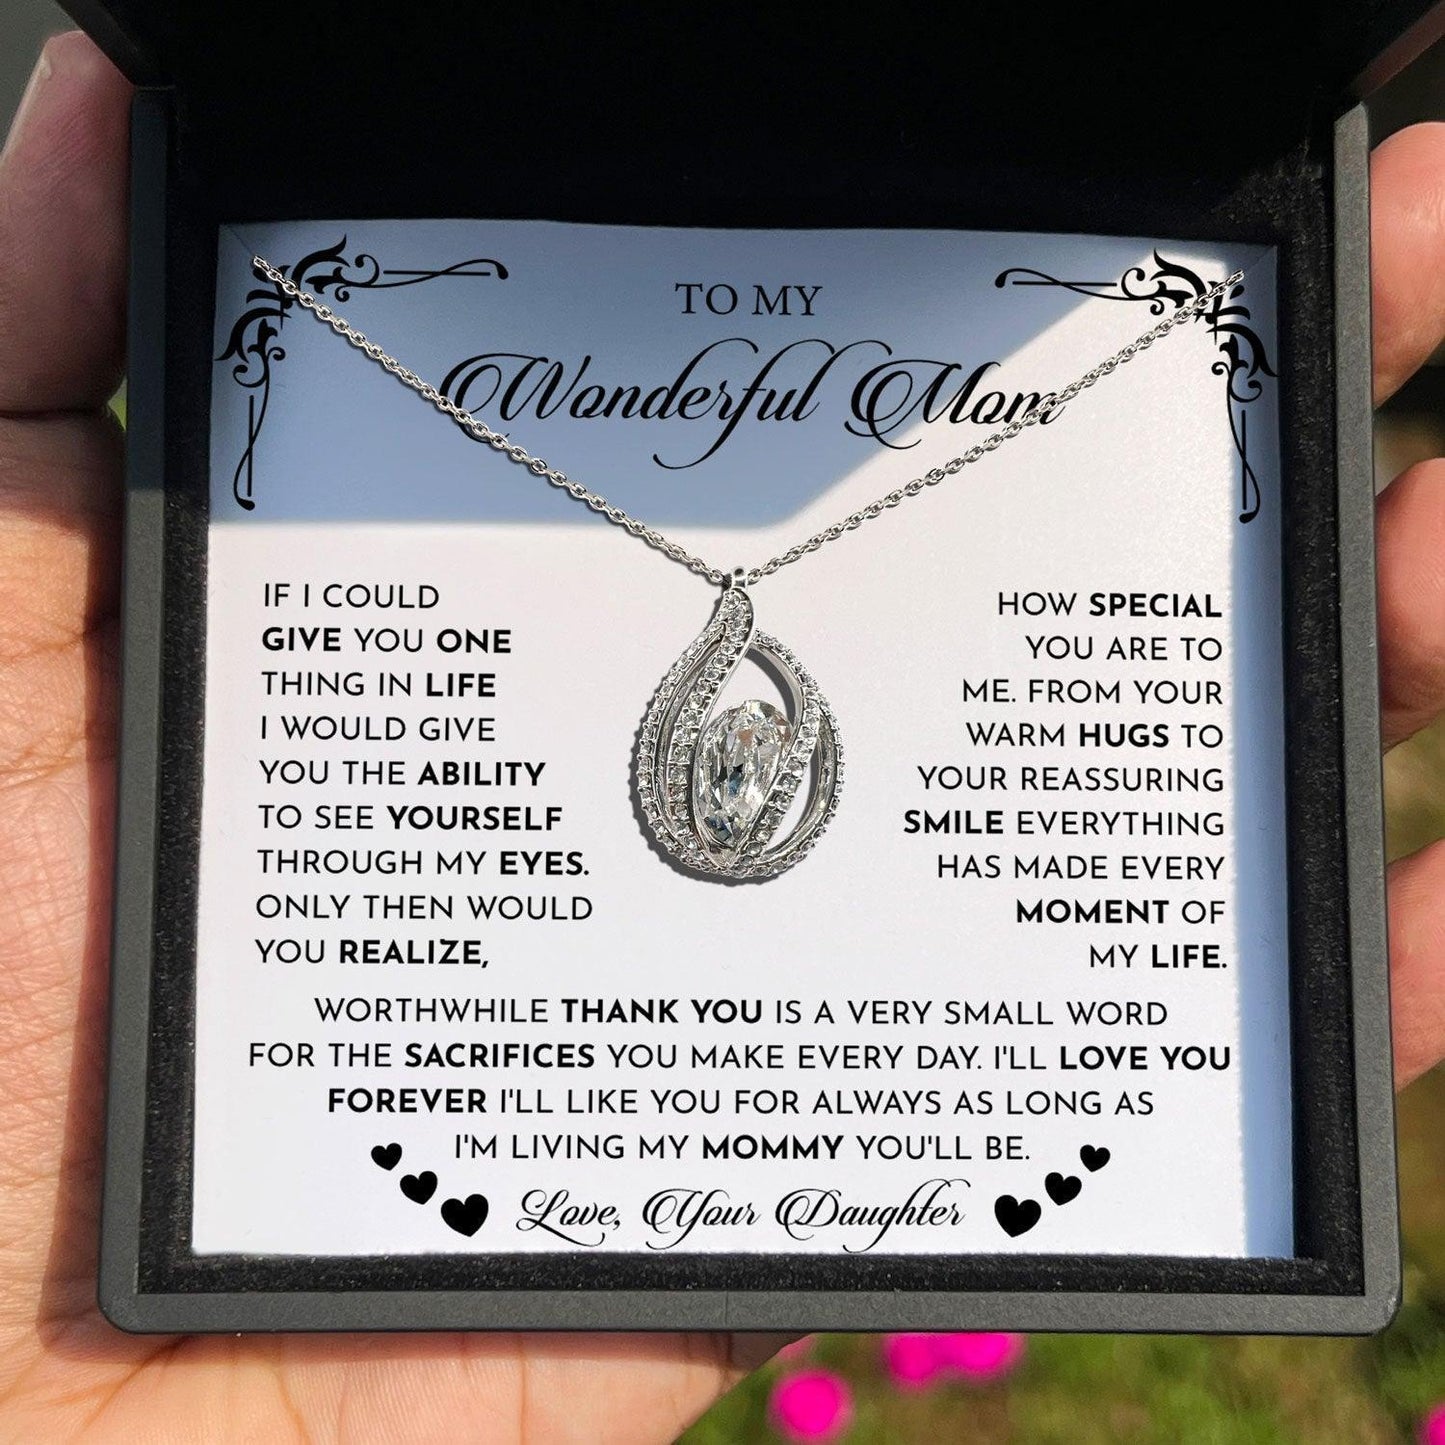 TO MY
Wonderful Mom
IF I COULD
GIVE YOU ONE
THING IN LIFE
I WOULD GIVE
YOU THE ABILITY
TO SEE YOURSELF
THROUGH MY EYES.
ONLY THEN WOULD
YOU REALIZE,
HOW SPECIAL
YOU ARE TO
ME. FROM YOUR
WARM HUGS TO
YOUR REASSURING
SMILE EVERYTHING
HAS MADE EVERY
MOMENT OF
MY LIFE.
WORTHWHILE THANK YOU IS A VERY SMALL WORD
FOR THE SACRIFICES YOU MAKE EVERY DAY. I'LL LOVE YOU
FOREVER I'LL LIKE YOU FOR ALWAYS AS LONG AS
I'M LIVING MY MOMMY YOU'LL BE.
Love, Your Daughter